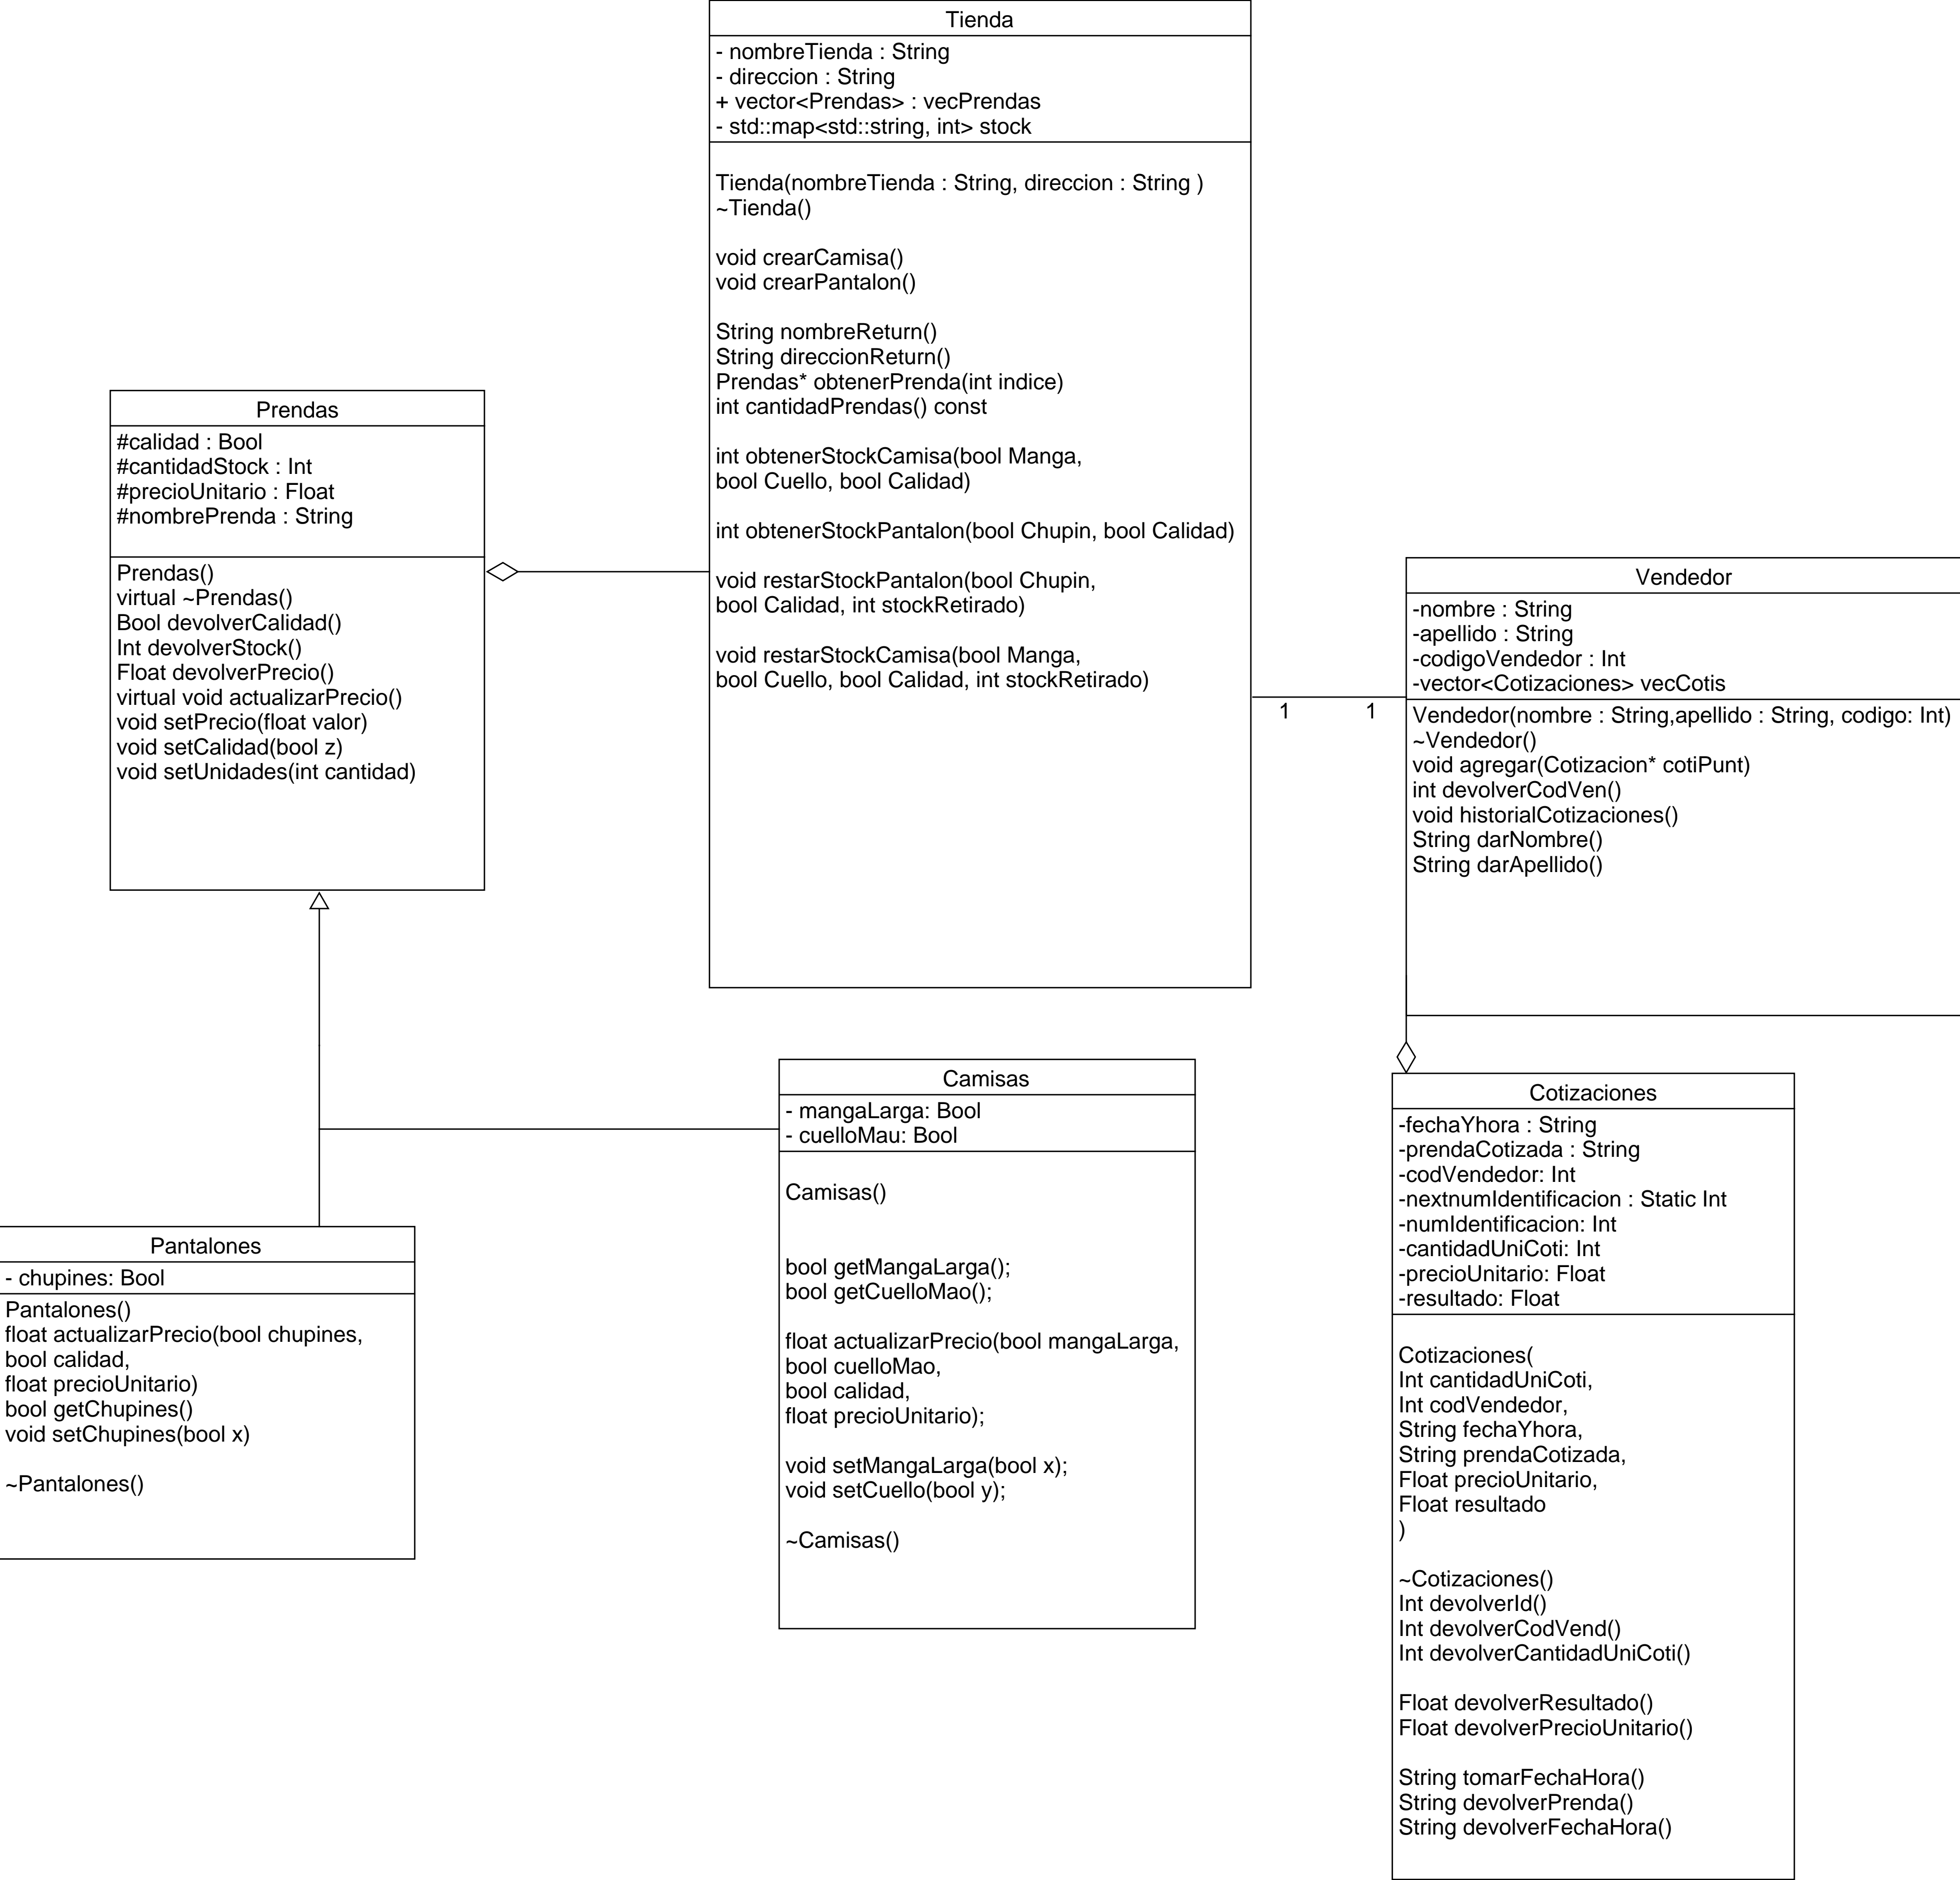 Tienda
- nombreTienda : String
- direccion : String
+ vector<Prendas> : vecPrendas
- std::map<std::string, int> stock
Tienda(nombreTienda : String, direccion : String )
~Tienda()
void crearCamisa()
void crearPantalon()
String nombreReturn()
String direccionReturn()
Prendas* obtenerPrenda(int indice)
int cantidadPrendas() const
int obtenerStockCamisa(bool Manga,
bool Cuello, bool Calidad)
int obtenerStockPantalon(bool Chupin, bool Calidad)
void restarStockPantalon(bool Chupin,
bool Calidad, int stockRetirado)
void restarStockCamisa(bool Manga,
bool Cuello, bool Calidad, int stockRetirado)
Prendas
#calidad : Bool
#cantidadStock : Int
#precioUnitario : Float
#nombrePrenda : String
Prendas()
virtual ~Prendas()
Bool devolverCalidad()
Int devolverStock()
Float devolverPrecio()
virtual void actualizarPrecio()
void setPrecio(float valor)
void setCalidad(bool z)
void setUnidades(int cantidad)
1
1
Vendedor
-nombre : String
-apellido : String
-codigoVendedor : Int
-vector<Cotizaciones> vecCotis
Vendedor(nombre : String,apellido : String, codigo: Int)
~Vendedor()
void agregar(Cotizacion* cotiPunt)
int devolverCodVen()
void historialCotizaciones()
String darNombre()
String darApellido()
Pantalones
- chupines: Bool
Pantalones()
float actualizarPrecio(bool chupines,
bool calidad,
float precioUnitario)
bool getChupines()
void setChupines(bool x)
~Pantalones()
Camisas
- mangaLarga: Bool
- cuelloMau: Bool
Camisas()
bool getMangaLarga();
bool getCuelloMao();
float actualizarPrecio(bool mangaLarga,
bool cuelloMao,
bool calidad,
float precioUnitario);
void setMangaLarga(bool x);
void setCuello(bool y);
~Camisas()
Cotizaciones
-fechaYhora : String
-prendaCotizada : String
-codVendedor: Int
-nextnumIdentificacion : Static Int
-numIdentificacion: Int
-cantidadUniCoti: Int
-precioUnitario: Float
-resultado: Float
Cotizaciones(
Int cantidadUniCoti,
Int codVendedor,
String fechaYhora,
String prendaCotizada,
Float precioUnitario,
Float resultado
)
~Cotizaciones()
Int devolverId()
Int devolverCodVend()
Int devolverCantidadUniCoti()
Float devolverResultado()
Float devolverPrecioUnitario()
String tomarFechaHora()
String devolverPrenda()
String devolverFechaHora()